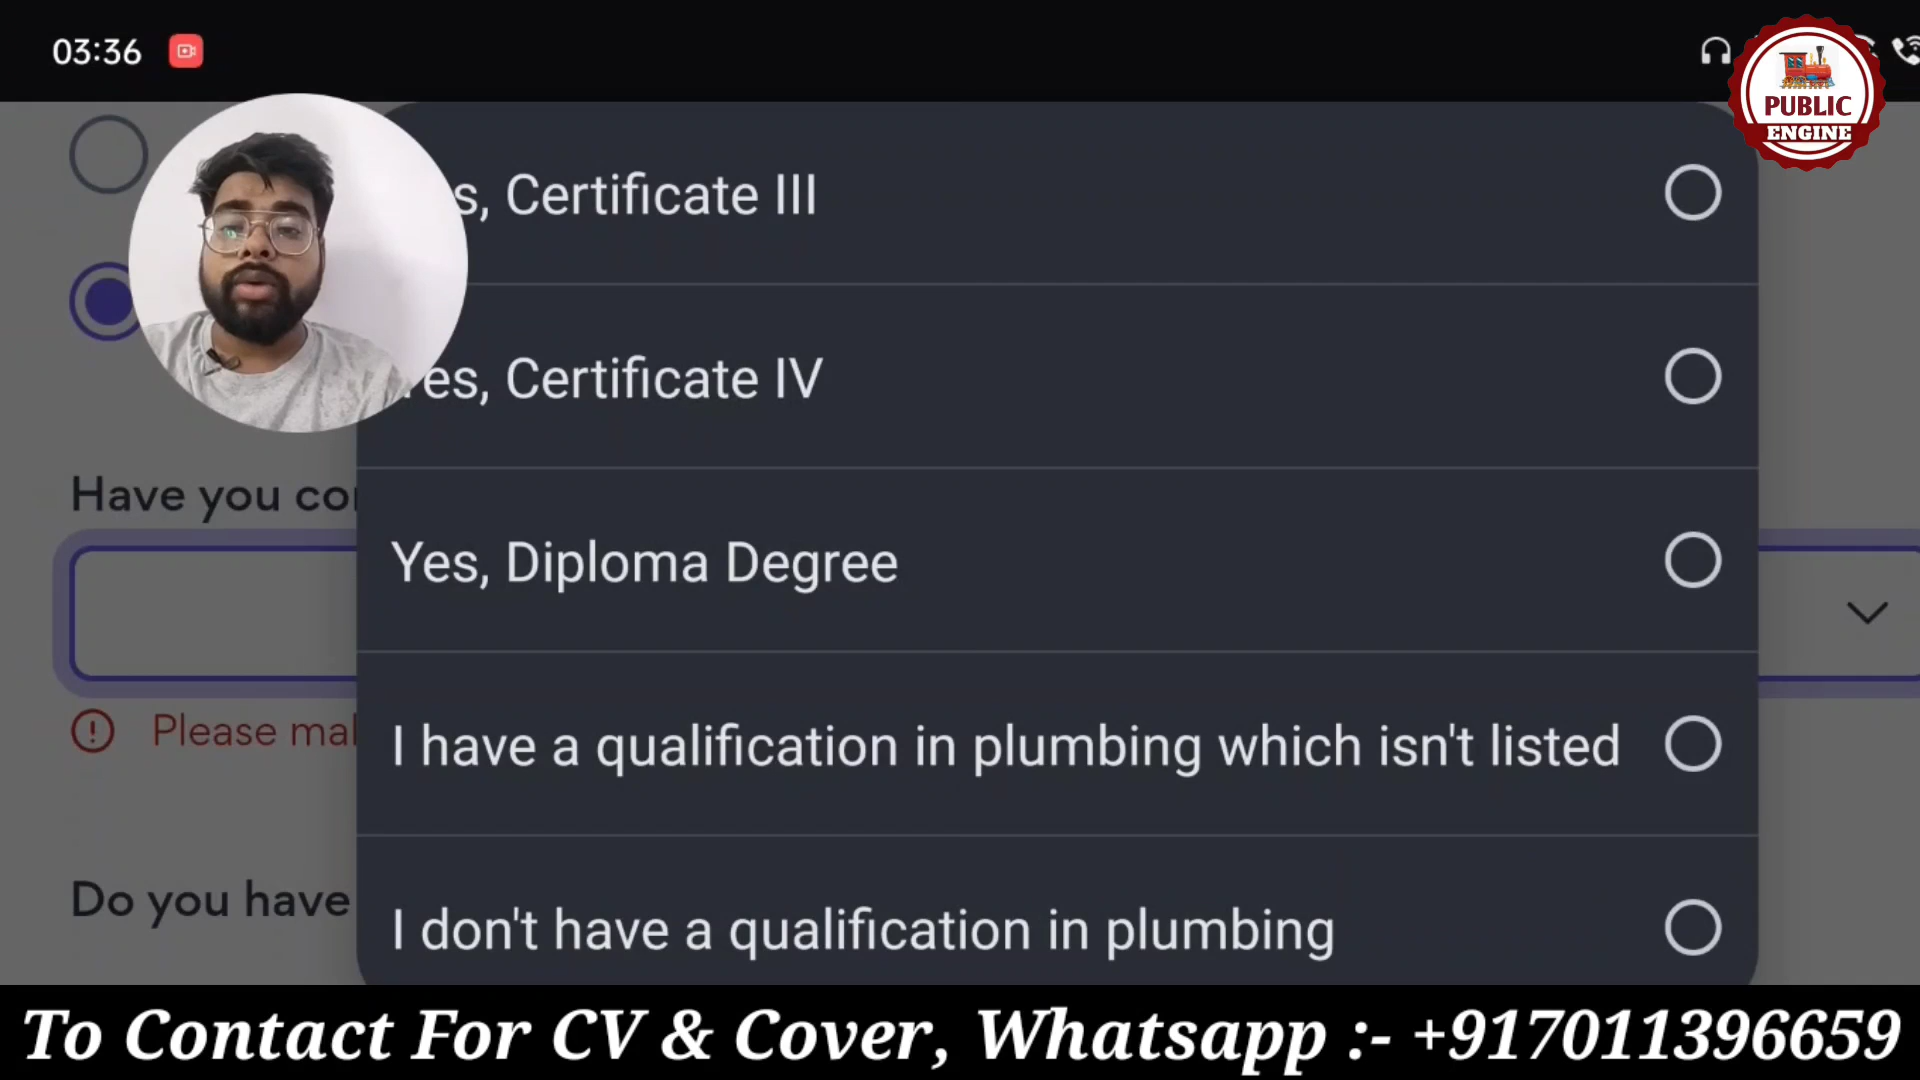 03:36
PUBLIC
ENGINE
s, Certificate III
es, Certificate IV
Have you co
Yes, Diploma Degree
Please mal
I have a qualification in plumbing which isn't listed
Do you have
I don't have a qualification in plumbing
To Contact For CV & Cover, Whatsapp :- +917011396659